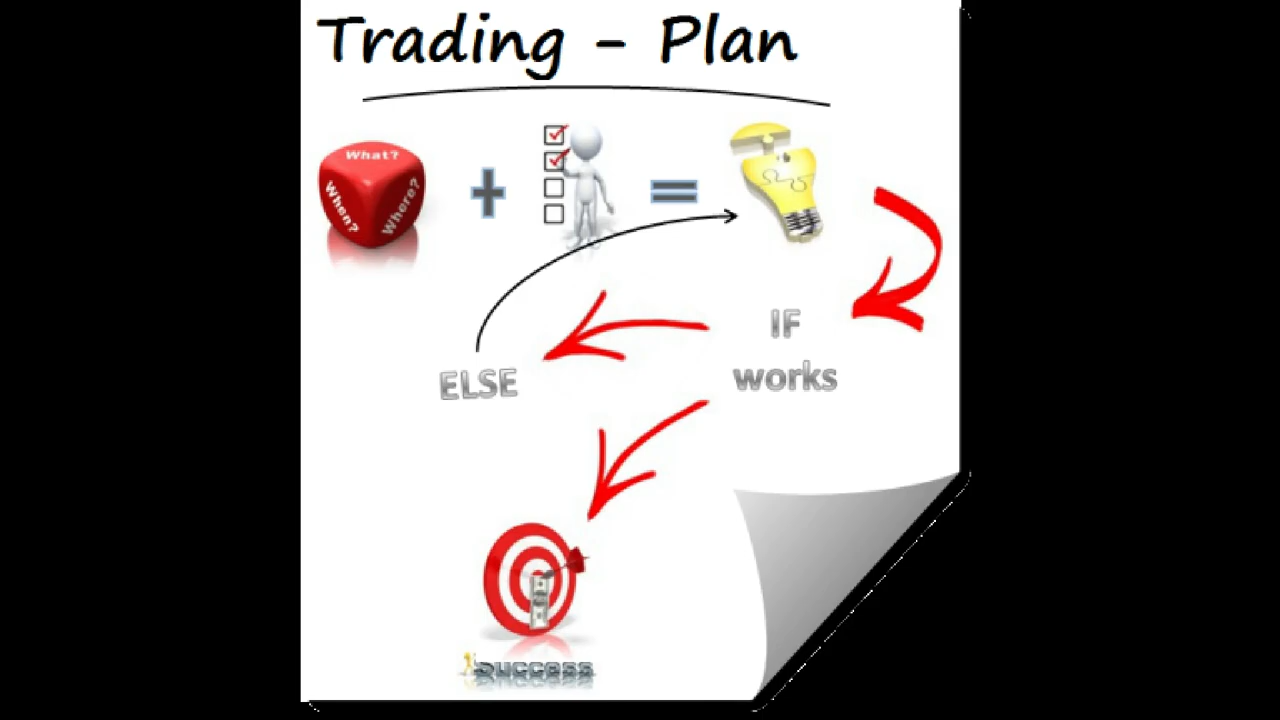 Trading - Plan
What?
When?
Where?
+
=
IF
works
ELSE
success